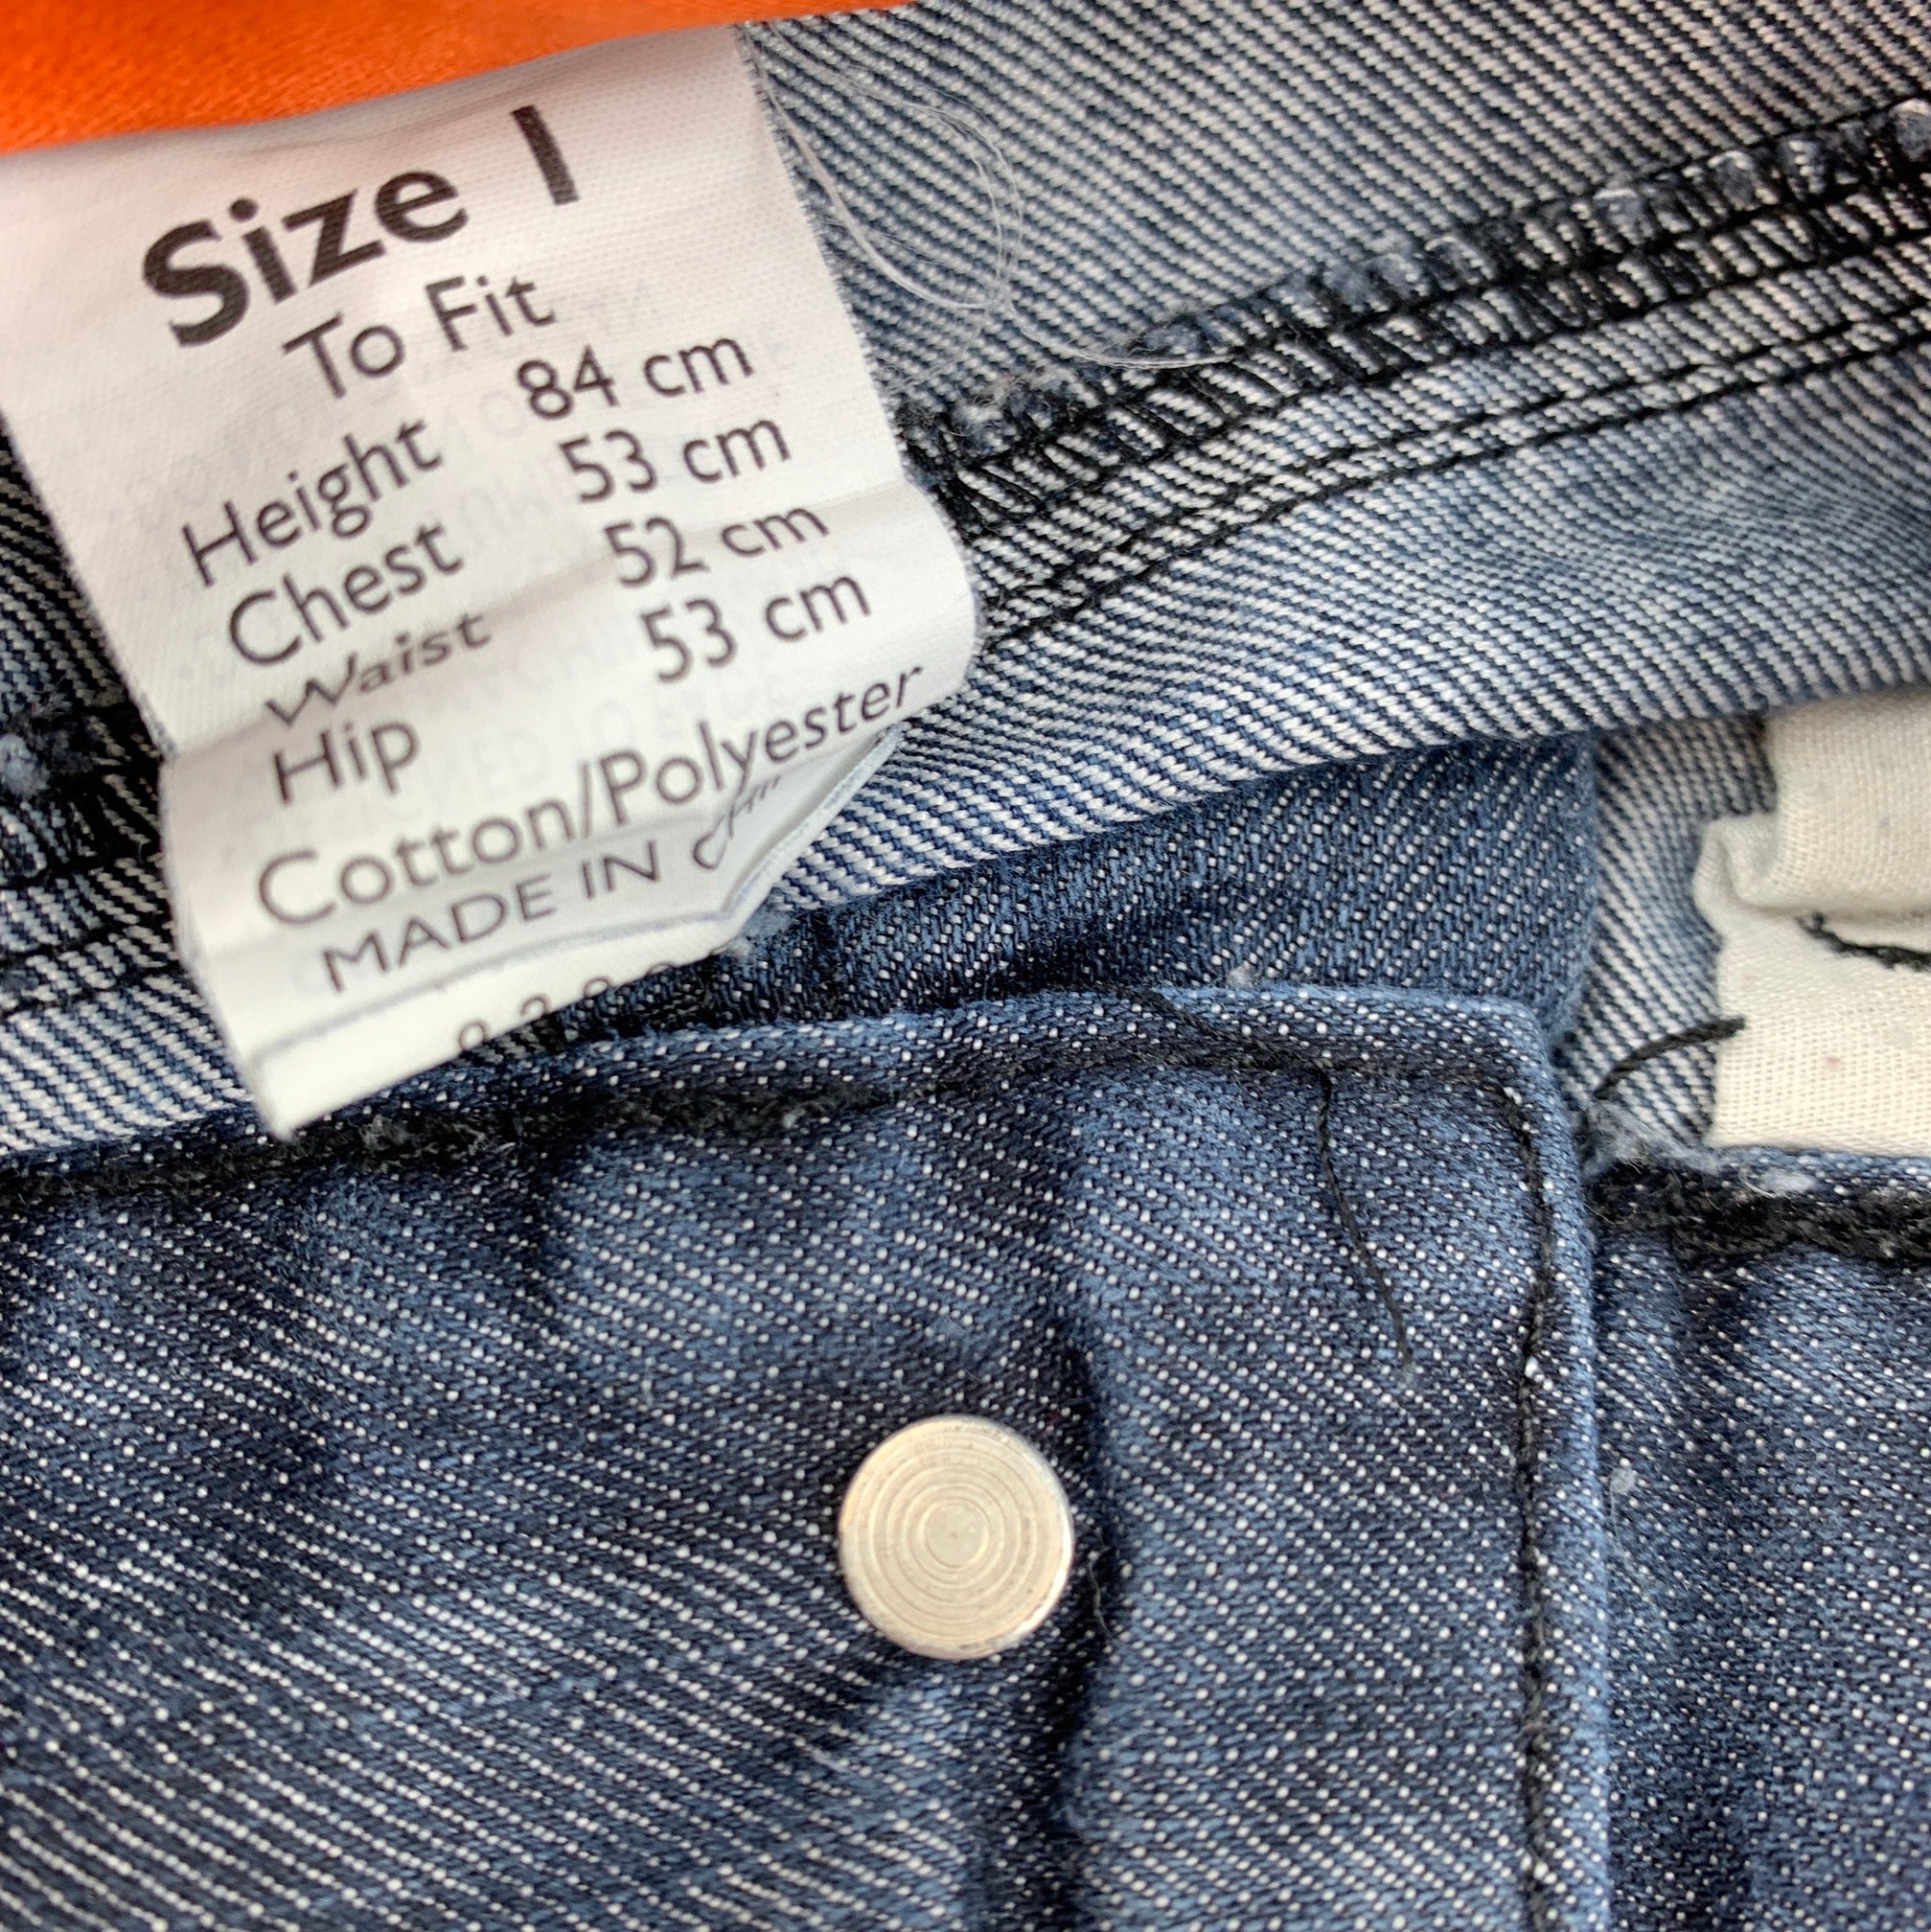 Size 1
To Fit
Height 84 cm
Chest 53 cm
Waist 52 cm
Hip 53 cm
Cotton/Polyester
MADE IN